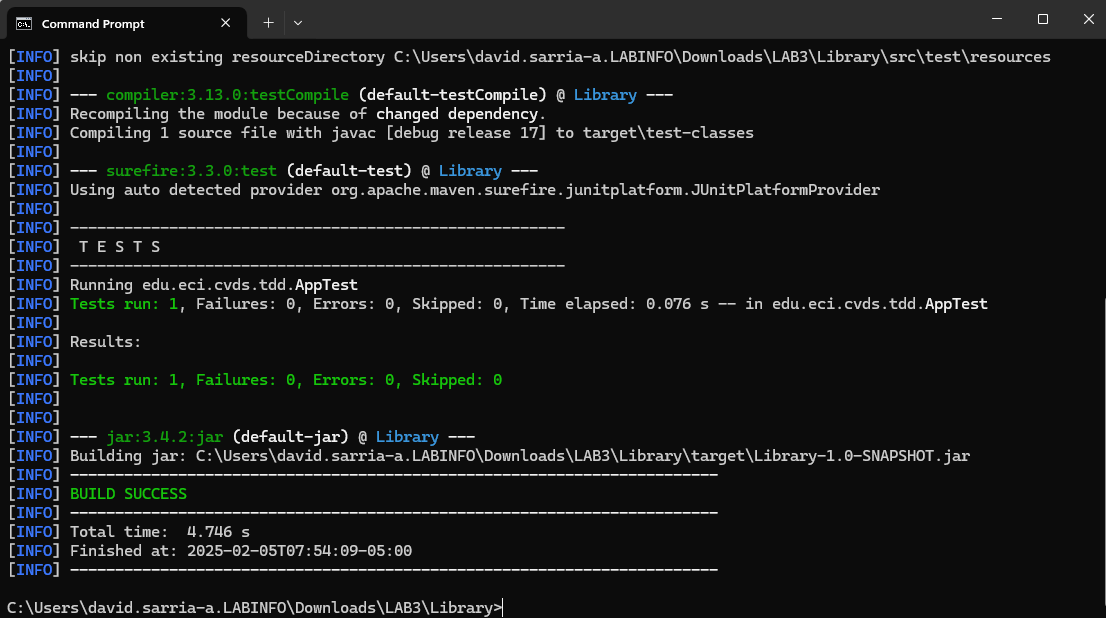 Command Prompt
[INFO] skip non existing resourceDirectory C:\Users\david.sarria-a.LABINFO\Downloads\LAB3\Library\src\test\resources
[INFO]
[INFO] --- compiler:3.13.0:testCompile (default-testCompile) @ Library ---
[INFO] Recompiling the module because of changed dependency.
[INFO] Compiling 1 source file with javac [debug release 17] to target\test-classes
[INFO]
[INFO] --- surefire:3.3.0:test (default-test) @ Library ---
[INFO] Using auto detected provider org.apache.maven.surefire.junitplatform.JUnitPlatformProvider
[INFO]
[INFO] -------------------------------------------------------
[INFO]  T E S T S
[INFO] -------------------------------------------------------
[INFO] Running edu.eci.cvds.tdd.AppTest
[INFO] Tests run: 1, Failures: 0, Errors: 0, Skipped: 0, Time elapsed: 0.076 s -- in edu.eci.cvds.tdd.AppTest
[INFO]
[INFO] Results:
[INFO]
[INFO] Tests run: 1, Failures: 0, Errors: 0, Skipped: 0
[INFO]
[INFO]
[INFO] --- jar:3.4.2:jar (default-jar) @ Library ---
[INFO] Building jar: C:\Users\david.sarria-a.LABINFO\Downloads\LAB3\Library\target\Library-1.0-SNAPSHOT.jar
[INFO] ------------------------------------------------------------------------
[INFO] BUILD SUCCESS
[INFO] ------------------------------------------------------------------------
[INFO] Total time:  4.746 s
[INFO] Finished at: 2025-02-05T07:54:09-05:00
[INFO] ------------------------------------------------------------------------
C:\Users\david.sarria-a.LABINFO\Downloads\LAB3\Library>